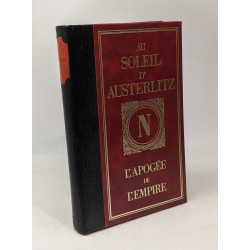 AU
SOLEIL
D'
AUSTERLITZ
N
L'APOGÉE
DE
L'EMPIRE